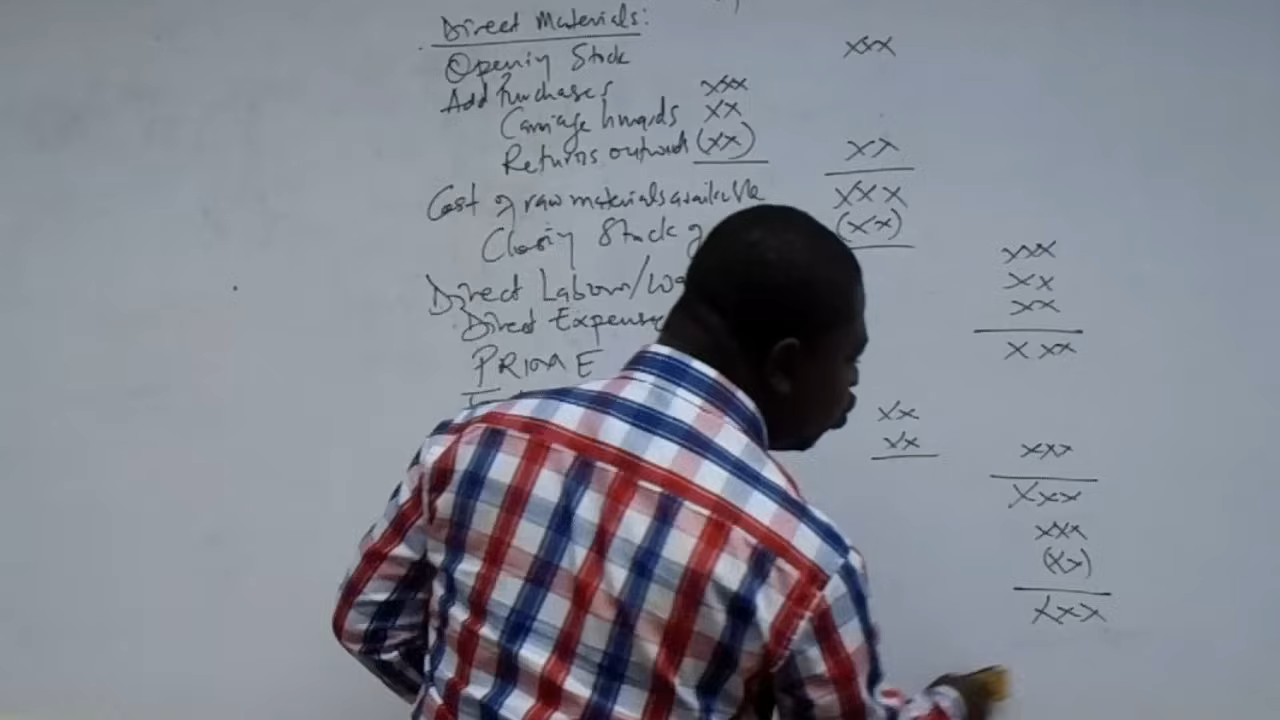 Direct Materials:
Opening Stock xxx
Add Purchases xxx
Carriage Inwards xx
Returns outwards (xx) xx
Cost of raw materials available xxx
Closing Stock (xx)
xxx
Direct Labour/ xx
Direct Expenses xx
PRIME xxx
xx
xx xxx
xxx
xxx
(xx)
xxx